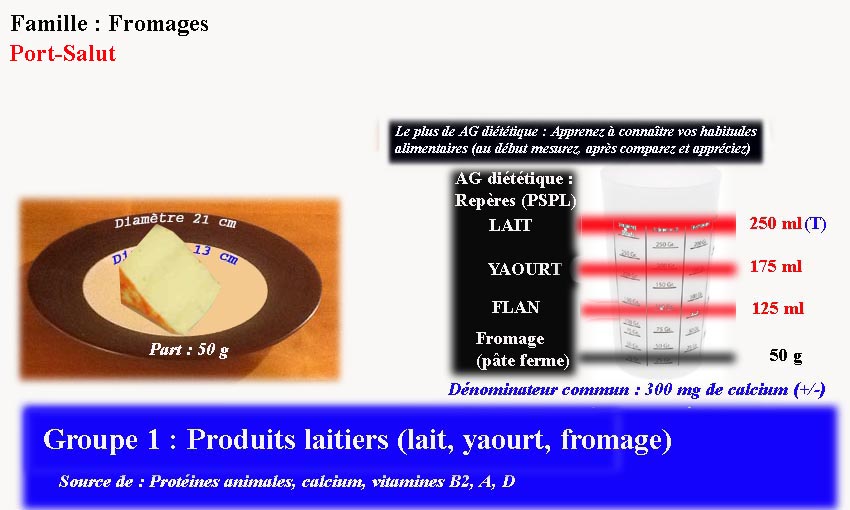 Famille : Fromages
Port-Salut
Le plus de AG diététique : Apprenez à connaître vos habitudes
alimentaires (au début mesurez, après comparez et appréciez)
AG diététique :
Repères (PSPL)
LAIT 250 ml (T)
YAOURT 175 ml
FLAN 125 ml
Fromage
(pâte ferme) 50 g
Dénominateur commun : 300 mg de calcium (+/-)
Diamètre 21 cm
13 cm
Part : 50 g
Groupe 1 : Produits laitiers (lait, yaourt, fromage)
Source de : Protéines animales, calcium, vitamines B2, A, D